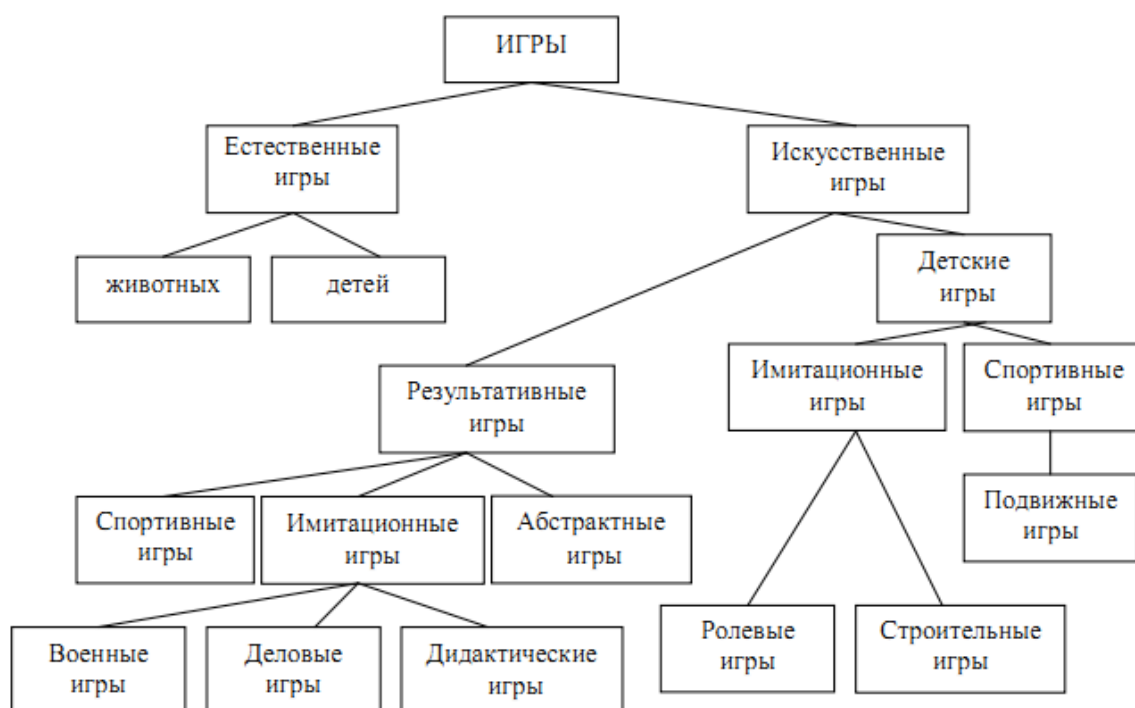 ИГРЫ
Естественные
игры
Искусственные
игры
животных
детей
Детские
игры
Результативные
игры
Имитационные
игры
Спортивные
игры
Спортивные
игры
Имитационные
игры
Абстрактные
игры
Подвижные
игры
Военные
игры
Деловые
игры
Дидактические
игры
Ролевые
игры
Строительные
игры